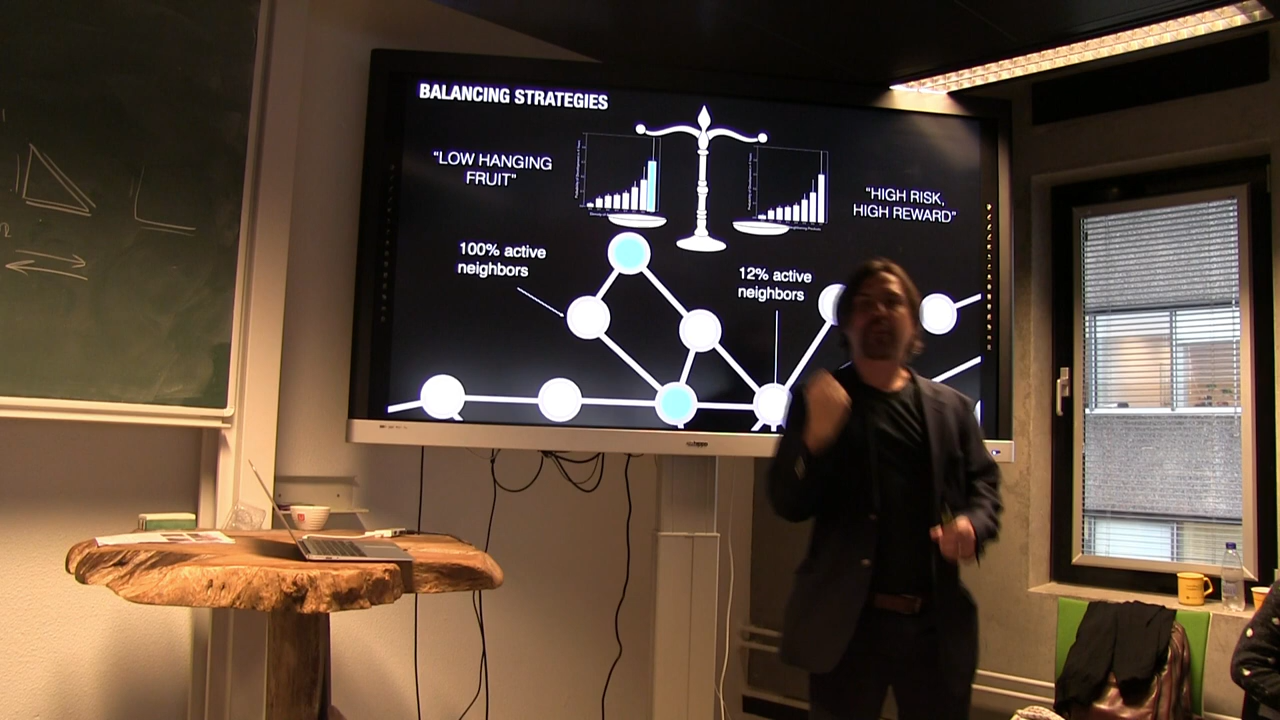 BALANCING STRATEGIES
“LOW HANGING
FRUIT”
“HIGH RISK,
HIGH REWARD”
100% active
neighbors
12% active
neighbors